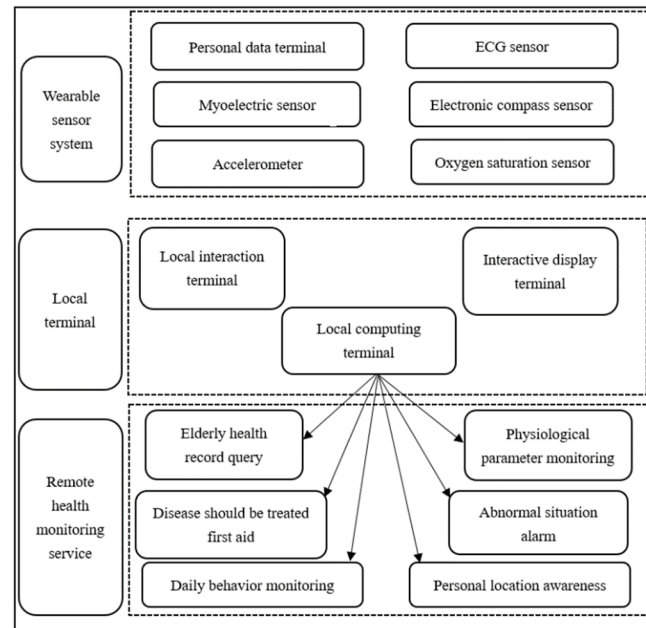 Wearable
sensor
system
Personal data terminal
ECG sensor
Myoelectric sensor
Electronic compass sensor
Accelerometer
Oxygen saturation sensor
Local
terminal
Local interaction
terminal
Interactive display
terminal
Local computing
terminal
Remote
health
monitoring
service
Elderly health
record query
Physiological
parameter monitoring
Disease should be treated
first aid
Abnormal situation
alarm
Daily behavior monitoring
Personal location awareness